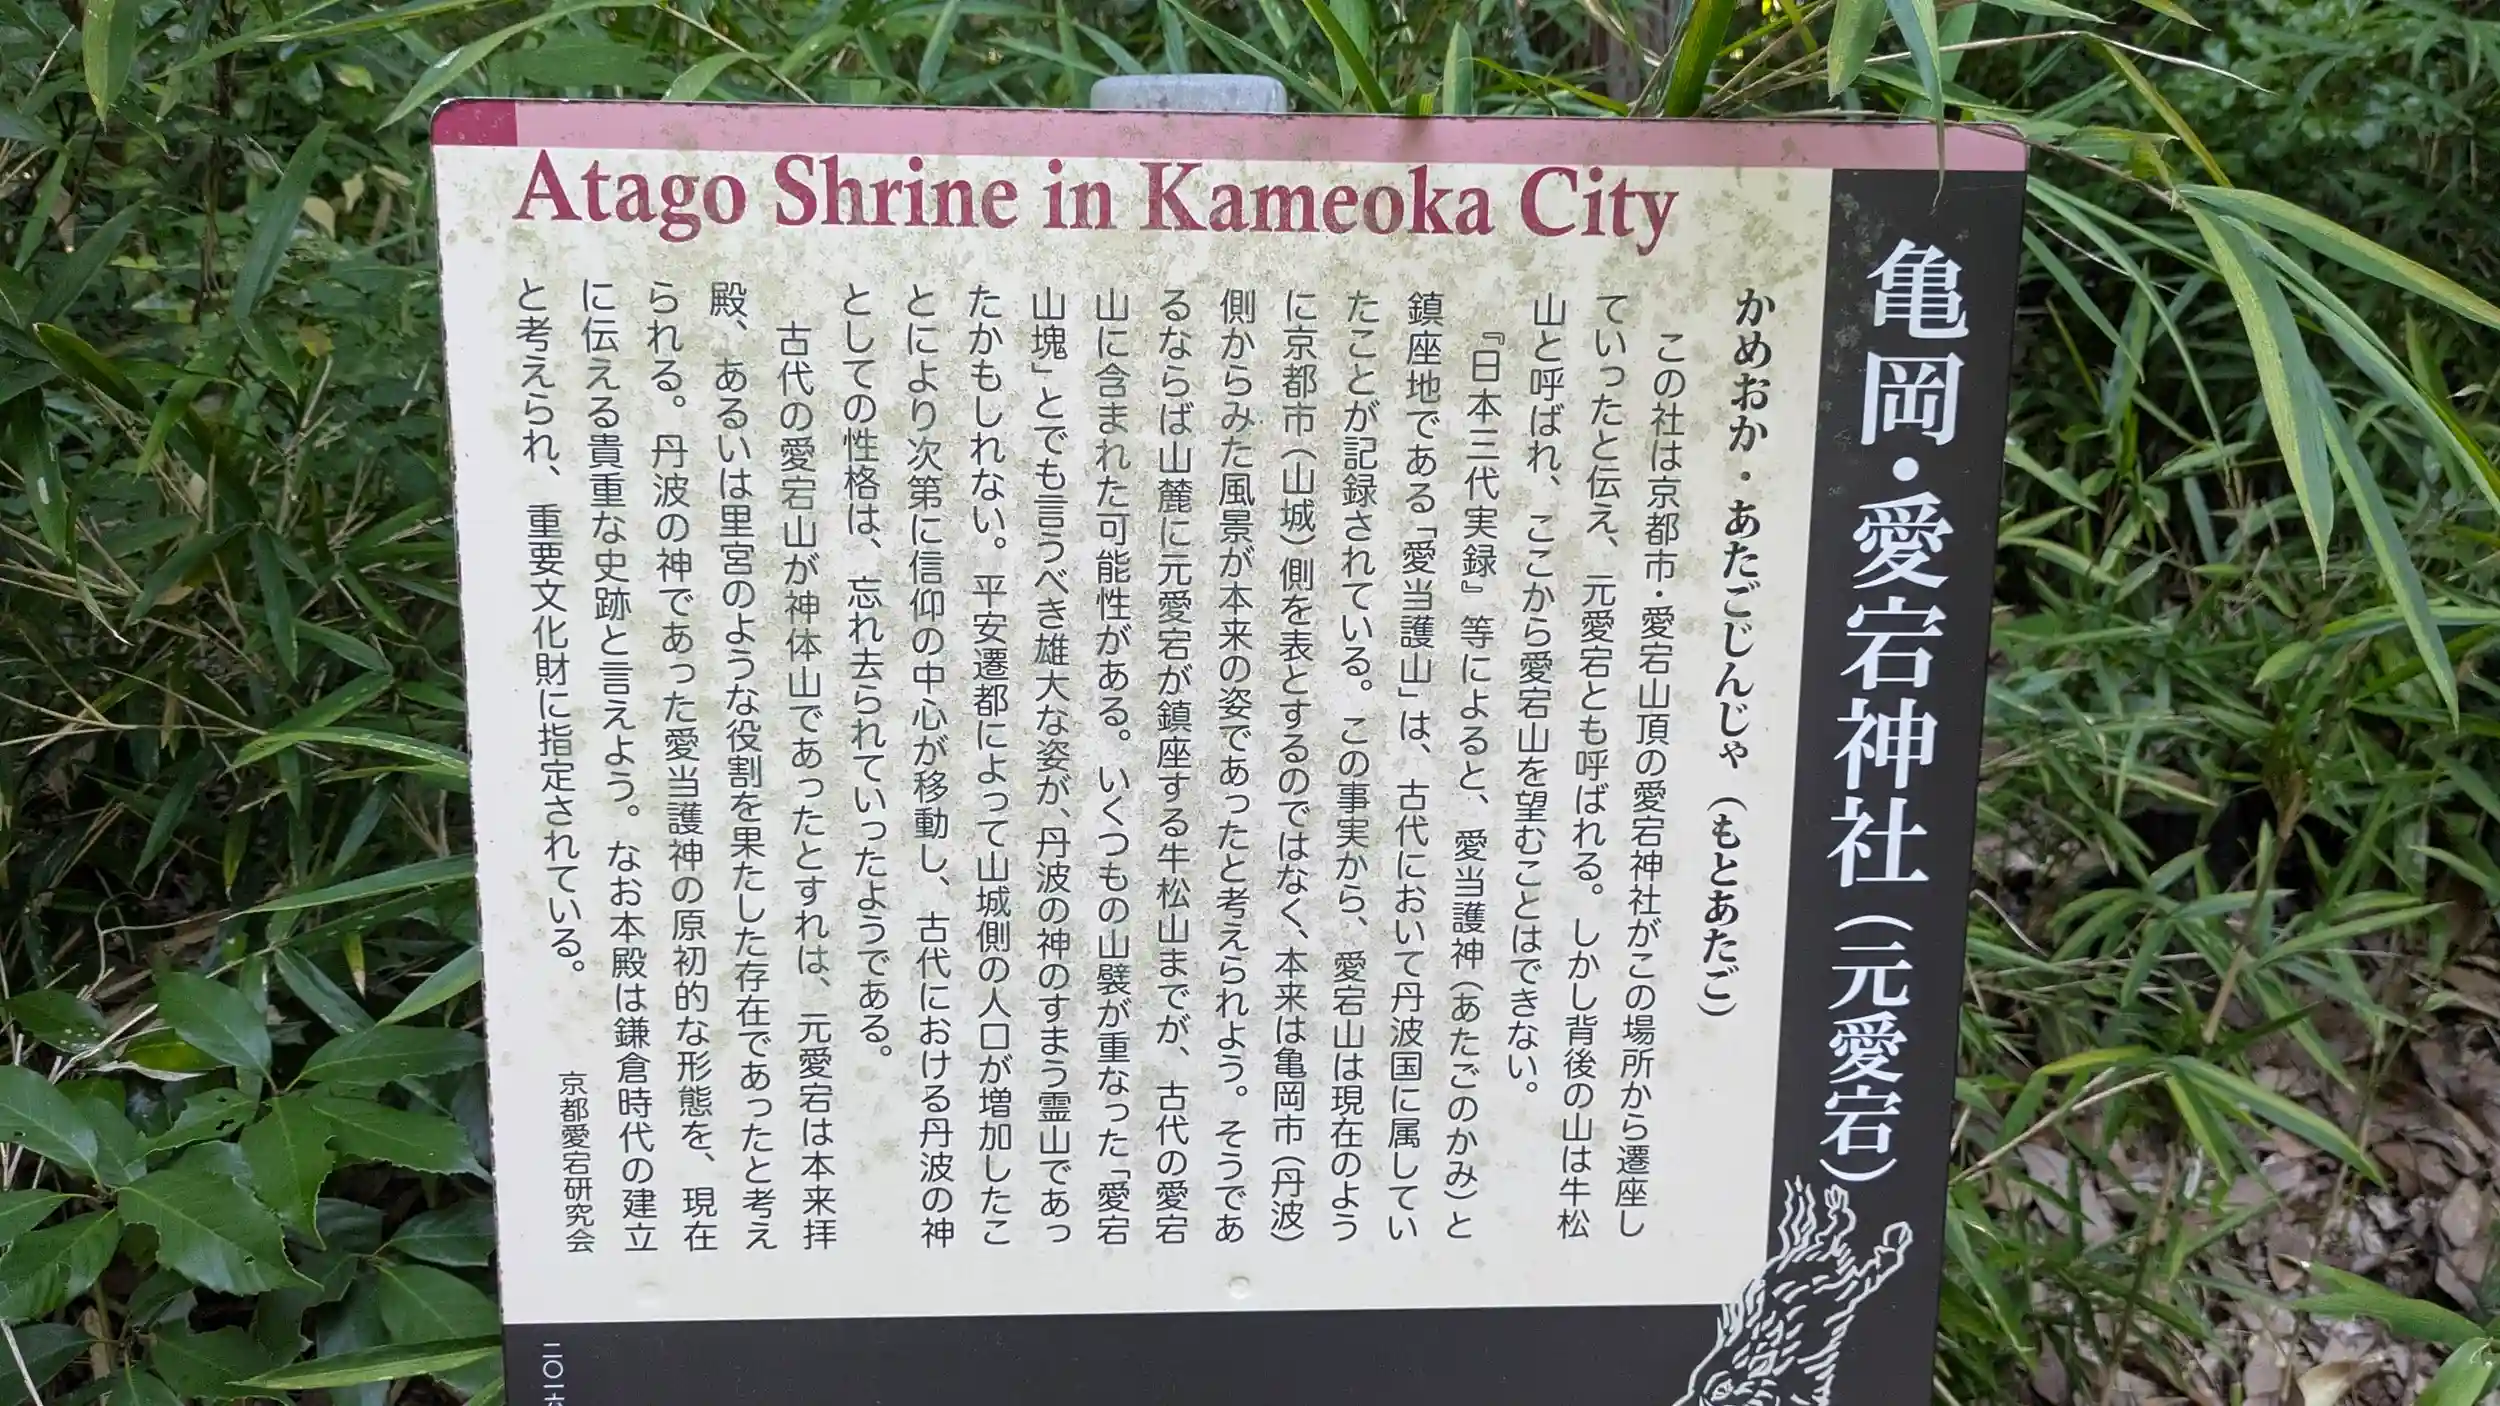 Atago Shrine in Kameoka City
亀岡・愛宕神社（元愛宕）
かめおか・あたごじんじゃ（もとあたご）
この社は京都市・愛宕山頂の愛宕神社がこの場所から遷座し
ていったと伝え、元愛宕とも呼ばれる。しかし背後の山は牛松
山と呼ばれ、ここから愛宕山を望むことはできない。
『日本三代実録』等によると、愛当護神（あたごのかみ）と
鎮座地である「愛当護山」は、古代において丹波国に属してい
たことが記録されている。この事実から、愛宕山は現在のよう
に京都市（山城）側を表とするのではなく、本来は亀岡市（丹波）
側からみた風景が本来の姿であったと考えられよう。そうであ
るならば山麓に元愛宕が鎮座する牛松山までが、古代の愛宕
山に含まれた可能性がある。いくつもの山襞が重なった「愛宕
山塊」とでも言うべき雄大な姿が、丹波の神のすまう霊山であっ
たかもしれない。平安遷都によって山城側の人口が増加したこ
とにより次第に信仰の中心が移動し、古代における丹波の神
としての性格は、忘れ去られていったようである。
古代の愛宕山が神体山であったとすれは、元愛宕は本来拝
殿、あるいは里宮のような役割を果たした存在であったと考え
られる。丹波の神であった愛当護神の原初的な形態を、現在
に伝える貴重な史跡と言えよう。なお本殿は鎌倉時代の建立
と考えられ、重要文化財に指定されている。
京都愛宕研究会
二〇一六